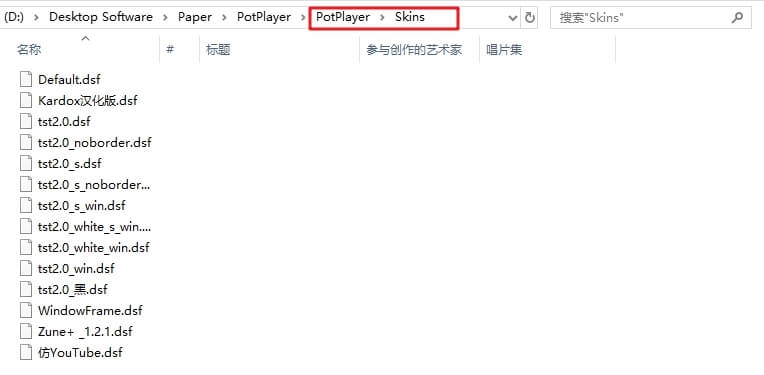 (D:) > Desktop Software > Paper > PotPlayer > PotPlayer > Skins 搜索"Skins"
名称 # 标题 参与创作的艺术家 唱片集
Default.dsf
Kardox汉化版.dsf
tst2.0.dsf
tst2.0_noborder.dsf
tst2.0_s.dsf
tst2.0_s_noborder...
tst2.0_s_win.dsf
tst2.0_white_s_win....
tst2.0_white_win.dsf
tst2.0_win.dsf
tst2.0_黑.dsf
WindowFrame.dsf
Zune+ _1.2.1.dsf
仿YouTube.dsf